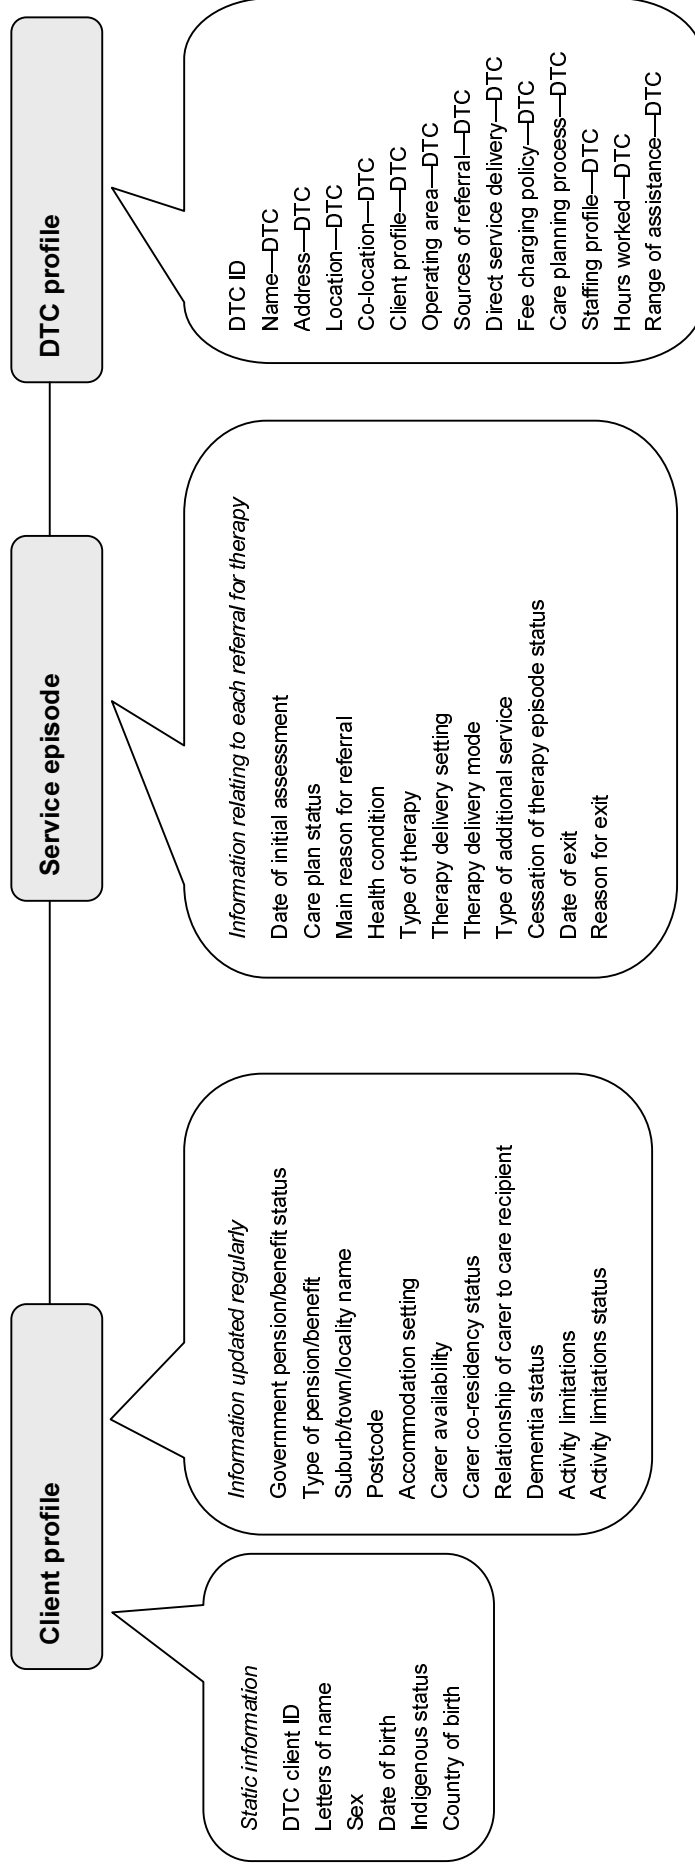 Client profile
Service episode
DTC profile
Static information
DTC client ID
Letters of name
Sex
Date of birth
Indigenous status
Country of birth
Information updated regularly
Government pension/benefit status
Type of pension/benefit
Suburb/town/locality name
Postcode
Accommodation setting
Carer availability
Carer co-residency status
Relationship of carer to care recipient
Dementia status
Activity limitations
Activity limitations status
Information relating to each referral for therapy
Date of initial assessment
Care plan status
Main reason for referral
Health condition
Type of therapy
Therapy delivery setting
Therapy delivery mode
Type of additional service
Cessation of therapy episode status
Date of exit
Reason for exit
DTC ID
Name—DTC
Address—DTC
Location—DTC
Co-location—DTC
Client profile—DTC
Operating area—DTC
Sources of referral—DTC
Direct service delivery—DTC
Fee charging policy—DTC
Care planning process—DTC
Staffing profile—DTC
Hours worked—DTC
Range of assistance—DTC